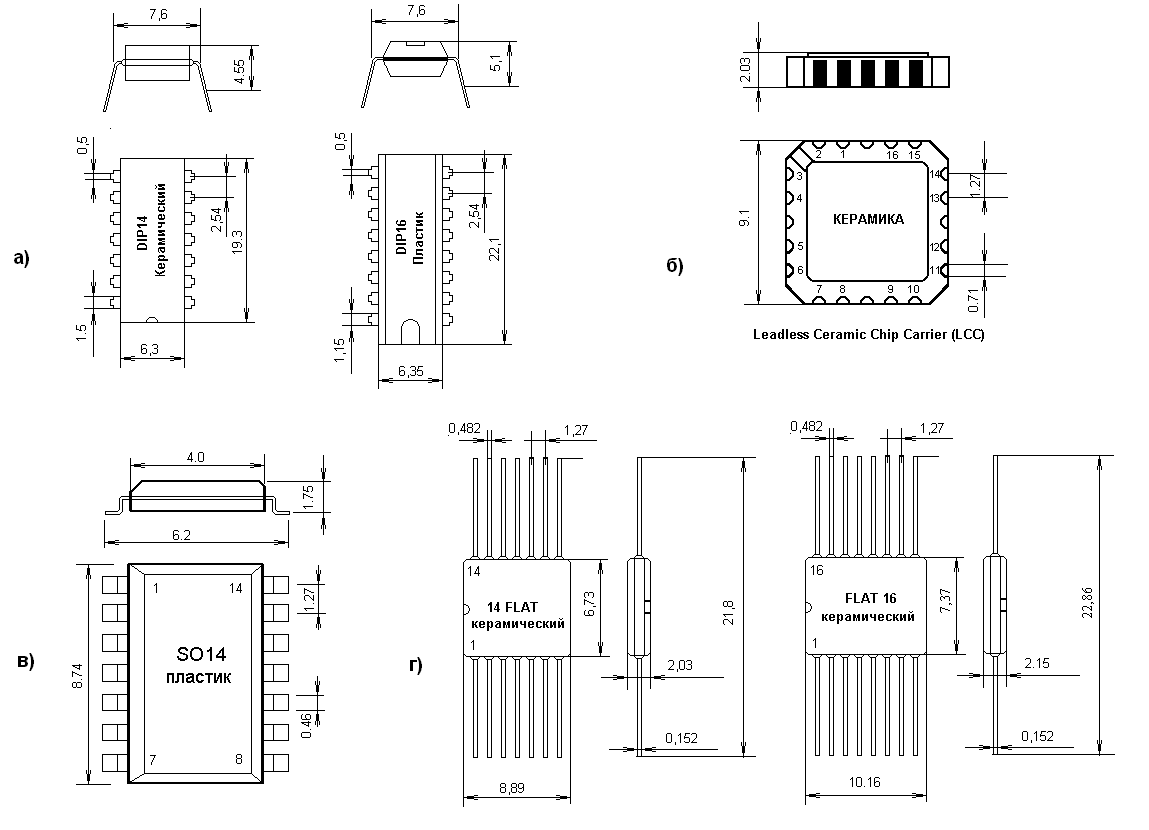 7,6
4.55
0,5
DIP14
Керамический
2,54
19.3
1.5
6,3
а)
7,6
5,1
0,5
DIP16
Пластик
2,54
22,1
1,15
6,35
2.03
2 1 16 15
3 14
4 13
КЕРАМИКА
5 12
6 11
7 8 9 10
9.1
1.27
0.71
б)
Leadless Ceramic Chip Carrier (LCC)
4.0
1.75
6.2
1 14
1.27
SO14
пластик
8.74
0.46
7 8
в)
0,482
1,27
14
14 FLAT
керамический
1
6,73
21,8
2,03
0,152
8,89
г)
0,482
1,27
16
FLAT 16
керамический
1
7,37
22,86
2.15
0,152
10.16